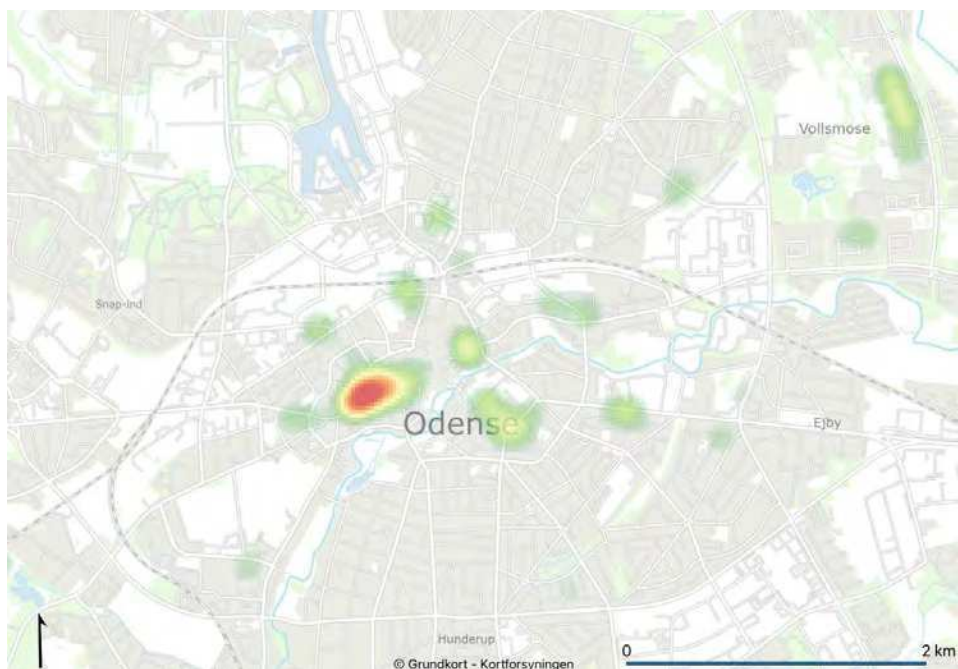 Vollsmose
Snap-Ind
Odense
Ejby
Hunderup
© Grundkort - Kortforsyningen
0
2 km